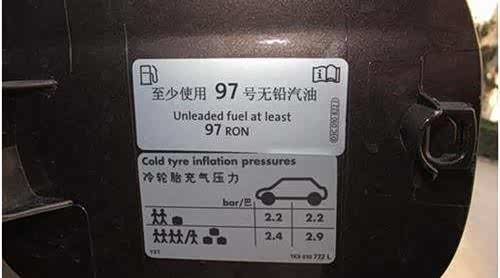 至少使用 97 号无铅汽油
Unleaded fuel at least
97 RON
Cold tyre inflation pressures
冷轮胎充气压力
bar/巴
2.2 2.2
2.4 2.9